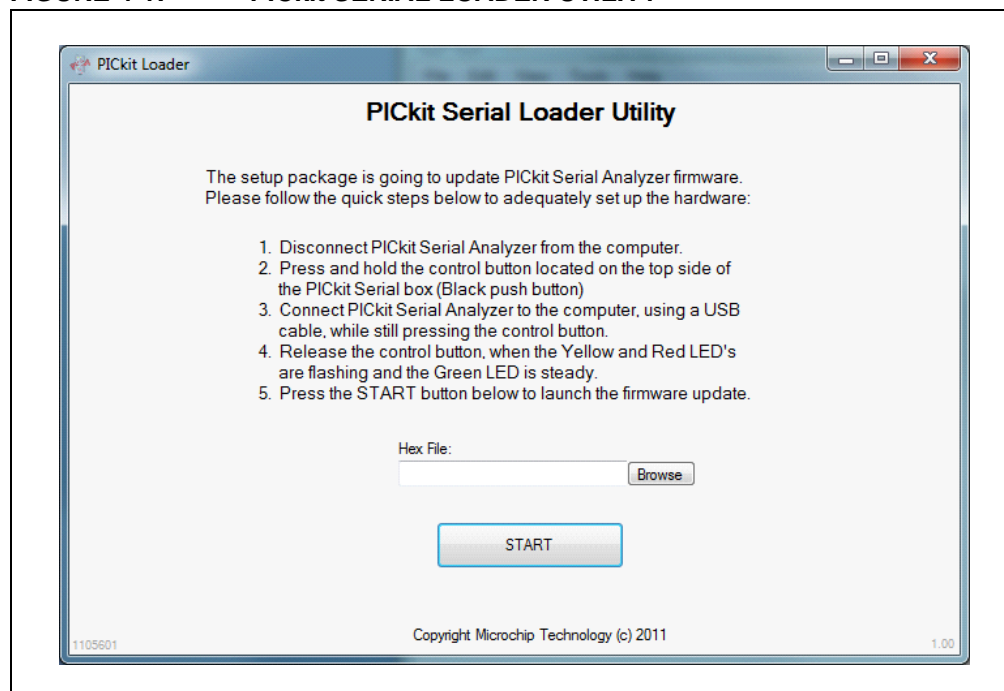 PICkit Loader
PICkit Serial Loader Utility
The setup package is going to update PICkit Serial Analyzer firmware.
Please follow the quick steps below to adequately set up the hardware:
1. Disconnect PICkit Serial Analyzer from the computer.
2. Press and hold the control button located on the top side of
the PICkit Serial box (Black push button)
3. Connect PICkit Serial Analyzer to the computer, using a USB
cable, while still pressing the control button.
4. Release the control button, when the Yellow and Red LED's
are flashing and the Green LED is steady.
5. Press the START button below to launch the firmware update.
Hex File:
Browse
START
Copyright Microchip Technology (c) 2011
1105601
1.00